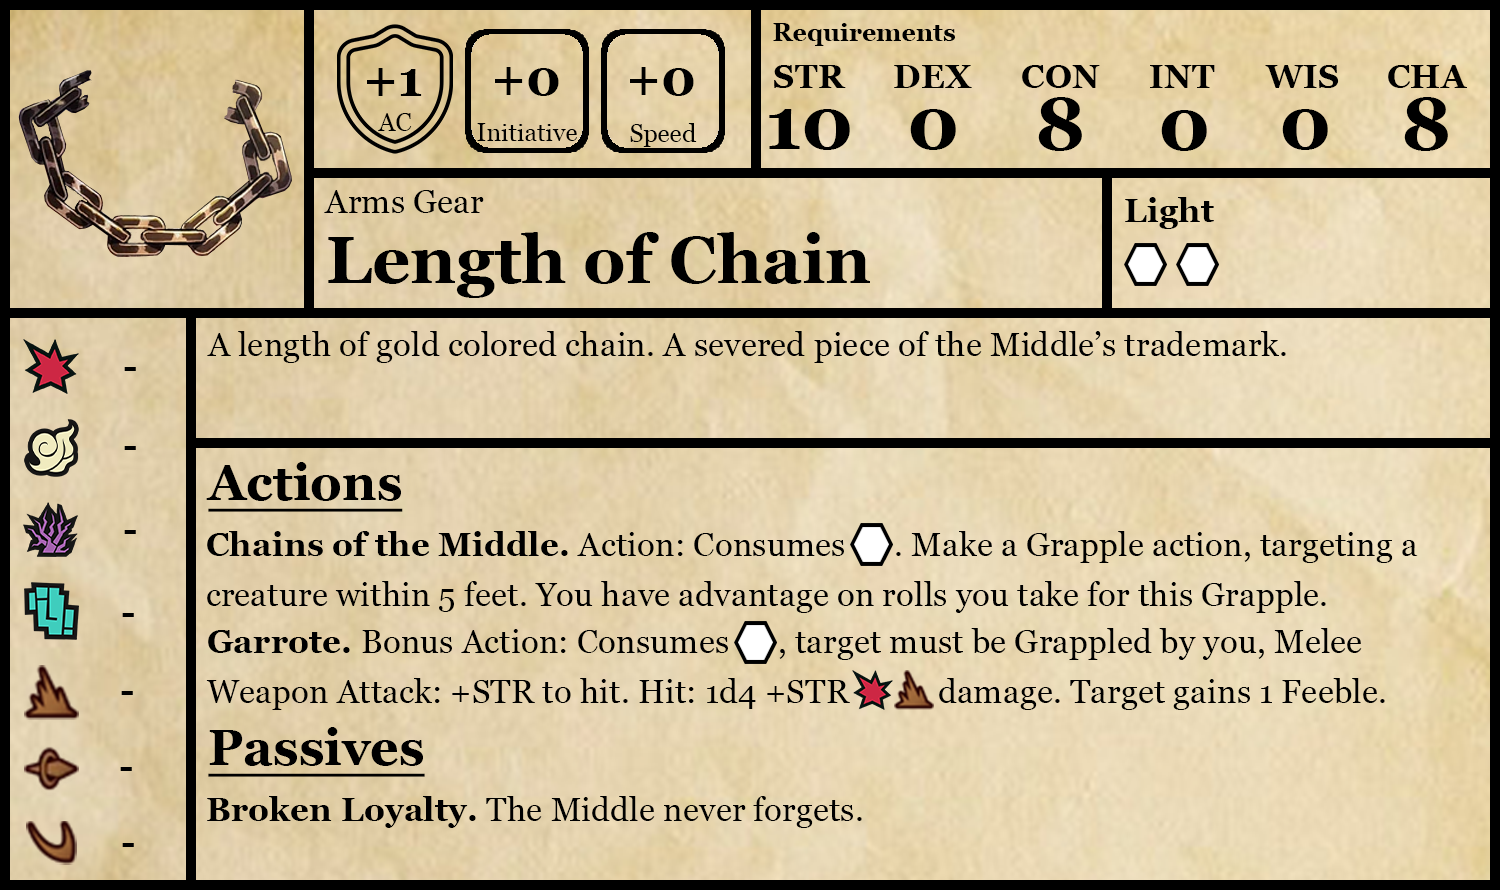 +1
AC
+0
Initiative
+0
Speed
Requirements
STR DEX CON INT WIS CHA
10 0 8 0 0 8
Arms Gear
Length of Chain
Light
-
-
-
-
-
-
-
A length of gold colored chain. A severed piece of the Middle’s trademark.
Actions
Chains of the Middle. Action: Consumes . Make a Grapple action, targeting a
creature within 5 feet. You have advantage on rolls you take for this Grapple.
Garrote. Bonus Action: Consumes , target must be Grappled by you, Melee
Weapon Attack: +STR to hit. Hit: 1d4 +STR damage. Target gains 1 Feeble.
Passives
Broken Loyalty. The Middle never forgets.